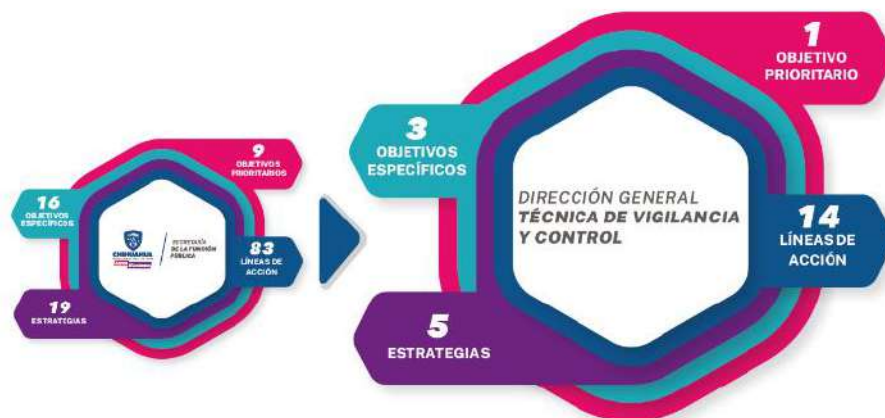 9
OBJETIVOS
PRIORITARIOS
16
OBJETIVOS
ESPECÍFICOS
CHIHUAHUA
SECRETARÍA
DE LA FUNCIÓN
PÚBLICA
83
LÍNEAS DE
ACCIÓN
19
ESTRATEGIAS
1
OBJETIVO
PRIORITARIO
3
OBJETIVOS
ESPECÍFICOS
DIRECCIÓN GENERAL
TÉCNICA DE VIGILANCIA
Y CONTROL
14
LÍNEAS DE
ACCIÓN
5
ESTRATEGIAS